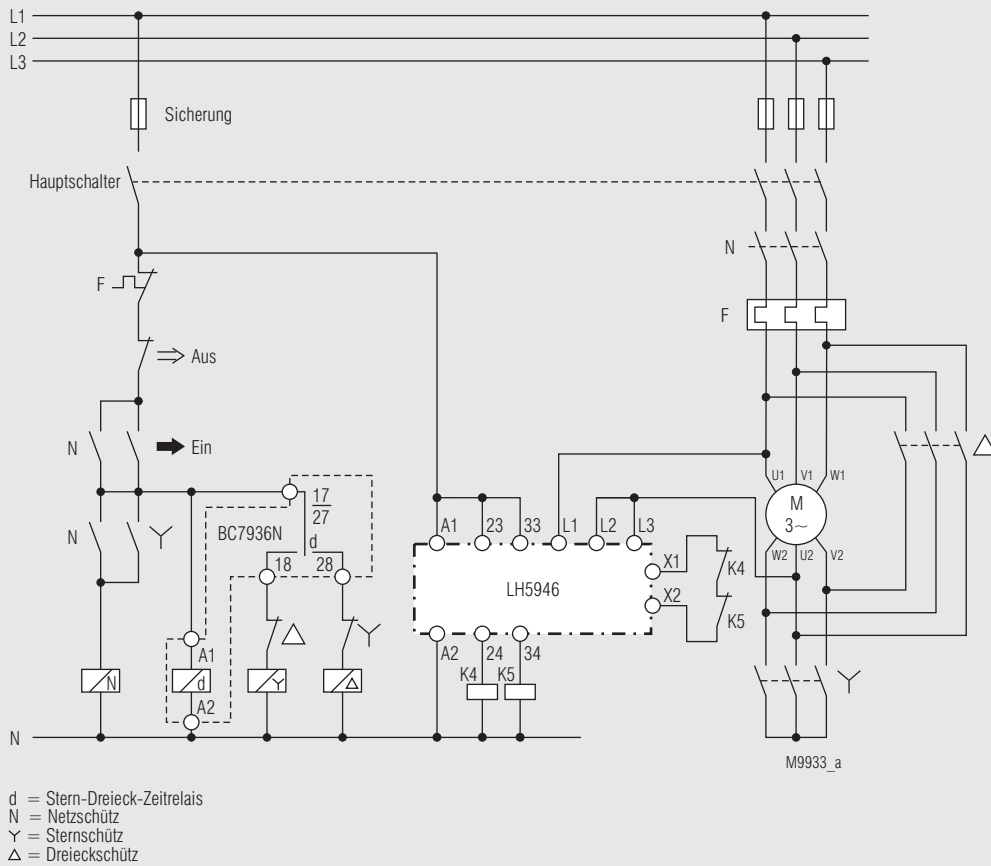 L1
L2
L3
Sicherung
Hauptschalter
N
F
F
Aus
N
Ein
U1 V1 W1
M
3~
17
27
BC7936N
d
A1 23 33 L1 L2 L3
N
18 28
W2 U2 V2
X1
K4
LH5946
X2
K5
A1
A2 24 34
N
d
K4 K5
A2
N
M9933_a
d = Stern-Dreieck-Zeitrelais
N = Netzschütz
Y = Sternschütz
△ = Dreieckschütz